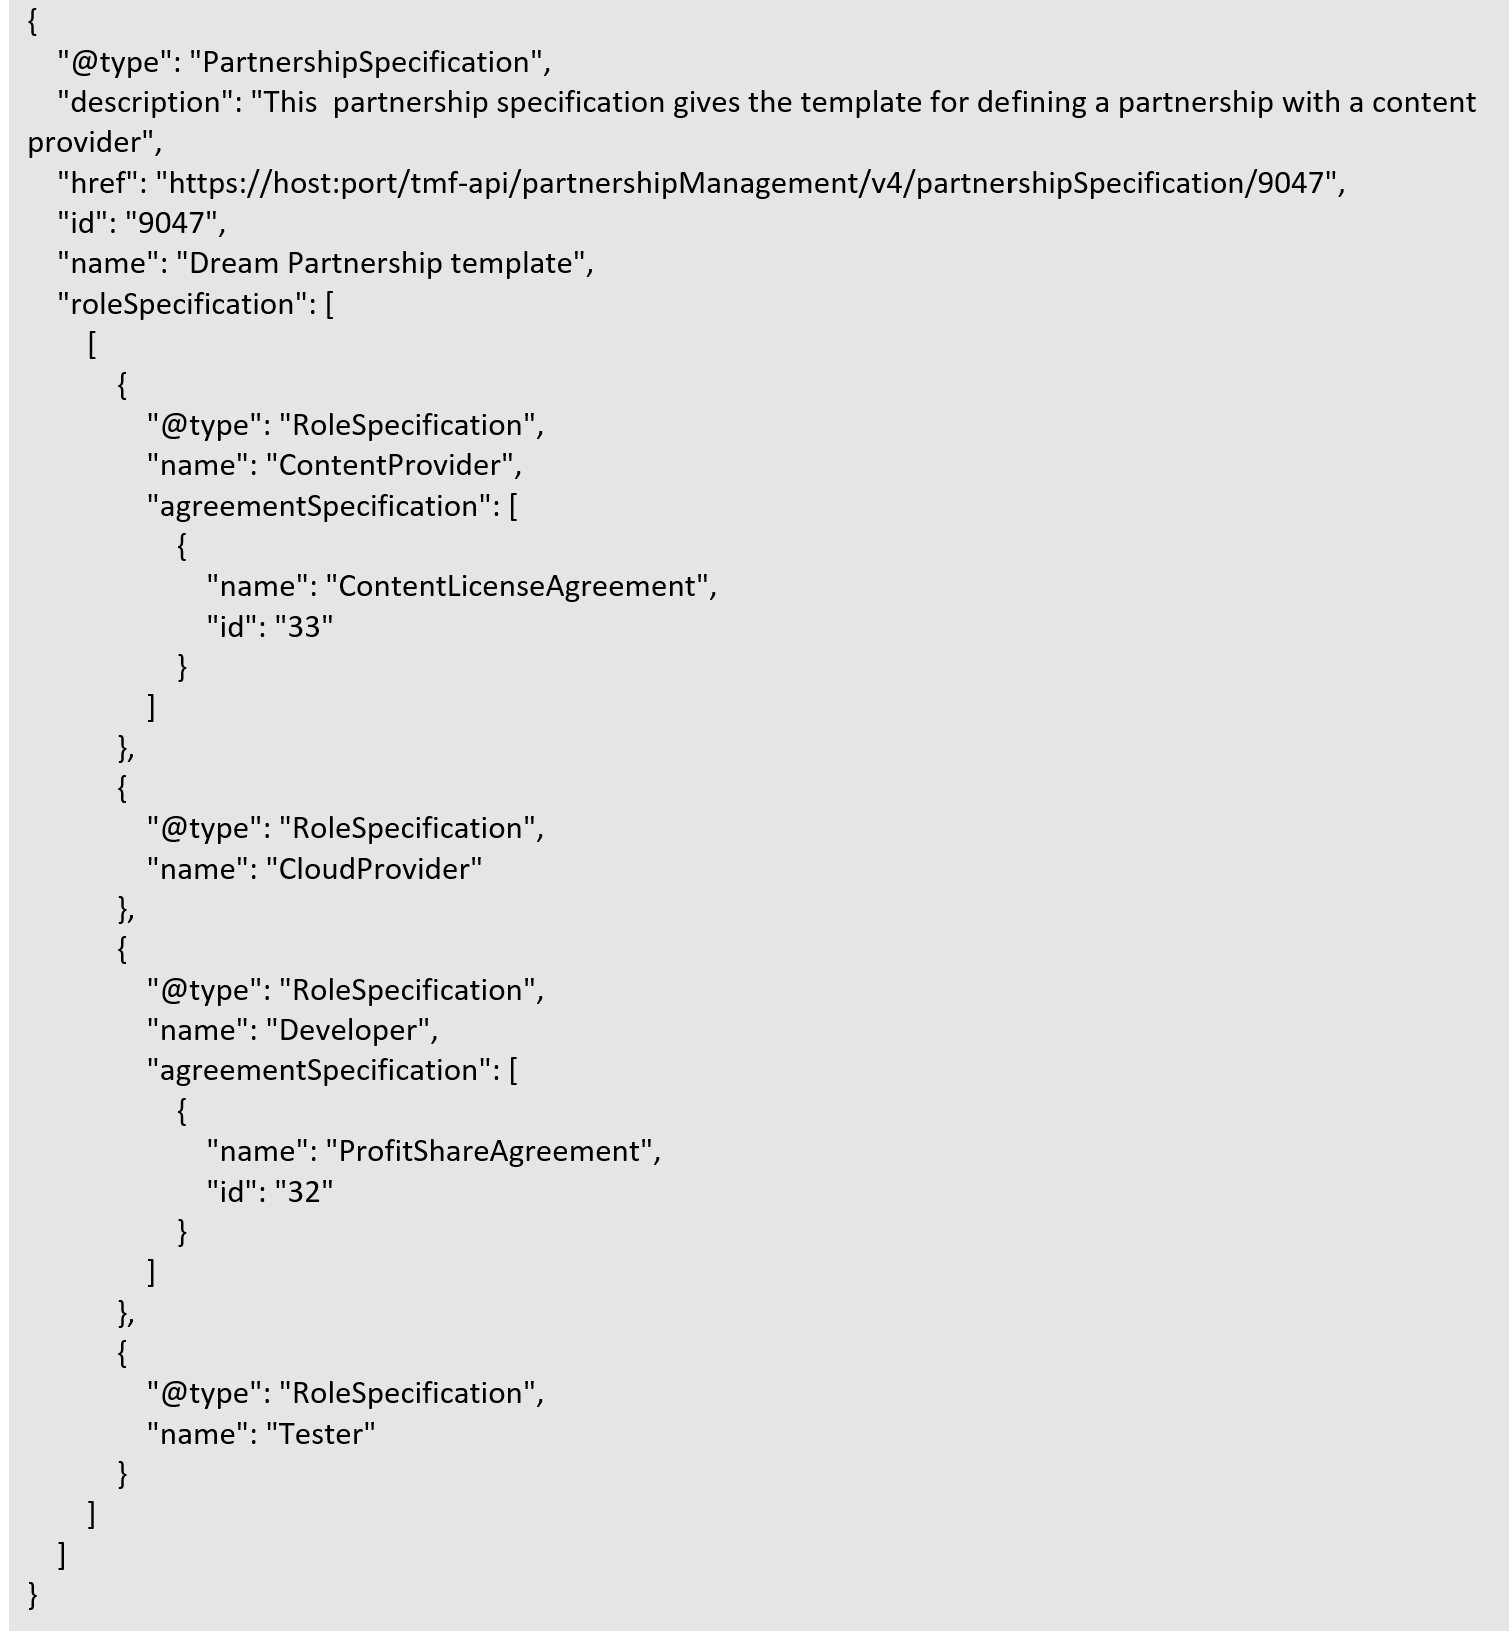 {
"@type": "PartnershipSpecification",
"description": "This  partnership specification gives the template for defining a partnership with a content
provider",
"href": "https://host:port/tmf-api/partnershipManagement/v4/partnershipSpecification/9047",
"id": "9047",
"name": "Dream Partnership template",
"roleSpecification": [
[
{
"@type": "RoleSpecification",
"name": "ContentProvider",
"agreementSpecification": [
{
"name": "ContentLicenseAgreement",
"id": "33"
}
]
},
{
"@type": "RoleSpecification",
"name": "CloudProvider"
},
{
"@type": "RoleSpecification",
"name": "Developer",
"agreementSpecification": [
{
"name": "ProfitShareAgreement",
"id": "32"
}
]
},
{
"@type": "RoleSpecification",
"name": "Tester"
}
]
]
}